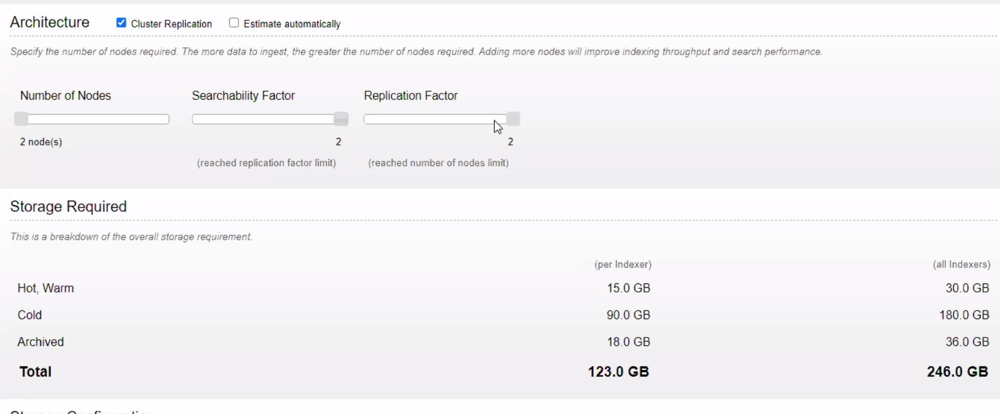 Architecture Cluster Replication Estimate automatically
Specify the number of nodes required. The more data to ingest, the greater the number of nodes required. Adding more nodes will improve indexing throughput and search performance.
Number of Nodes Searchability Factor Replication Factor
2 node(s) 2 2
(reached replication factor limit) (reached number of nodes limit)
Storage Required
This is a breakdown of the overall storage requirement.
(per Indexer) (all Indexers)
Hot, Warm 15.0 GB 30.0 GB
Cold 90.0 GB 180.0 GB
Archived 18.0 GB 36.0 GB
Total 123.0 GB 246.0 GB
Storage Configuration